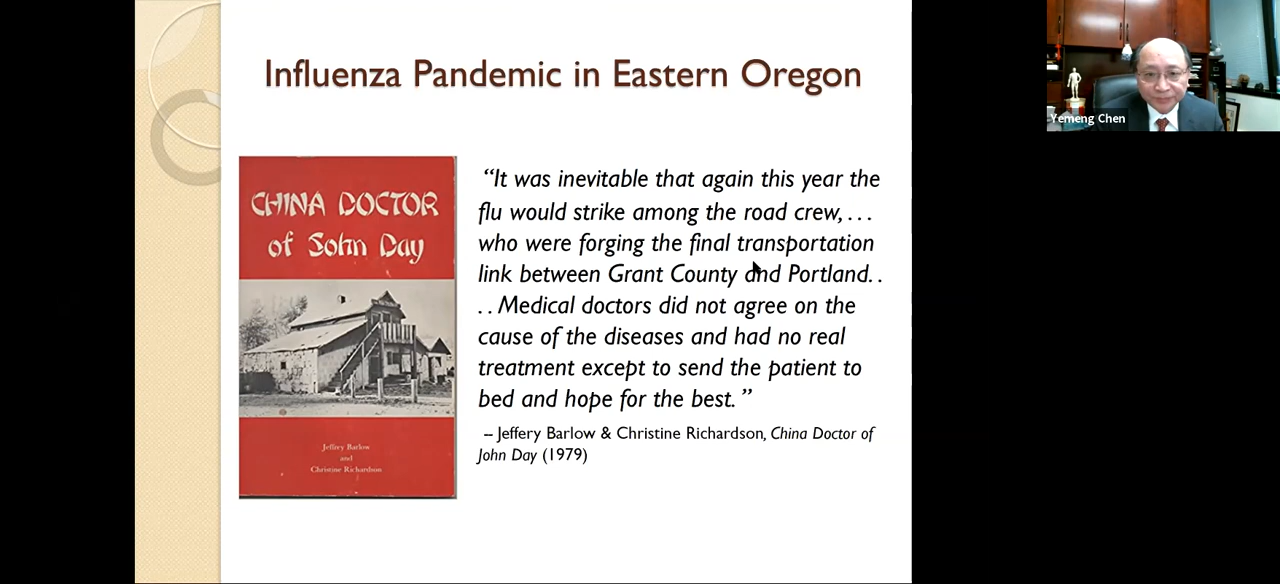 Influenza Pandemic in Eastern Oregon
Yemeng Chen
CHINA DOCTOR
of John Day
Jeffrey Barlow
and
Christine Richardson
“It was inevitable that again this year the
flu would strike among the road crew, . . .
who were forging the final transportation
link between Grant County and Portland. .
. . Medical doctors did not agree on the
cause of the diseases and had no real
treatment except to send the patient to
bed and hope for the best. ”
– Jeffery Barlow & Christine Richardson, China Doctor of
John Day (1979)